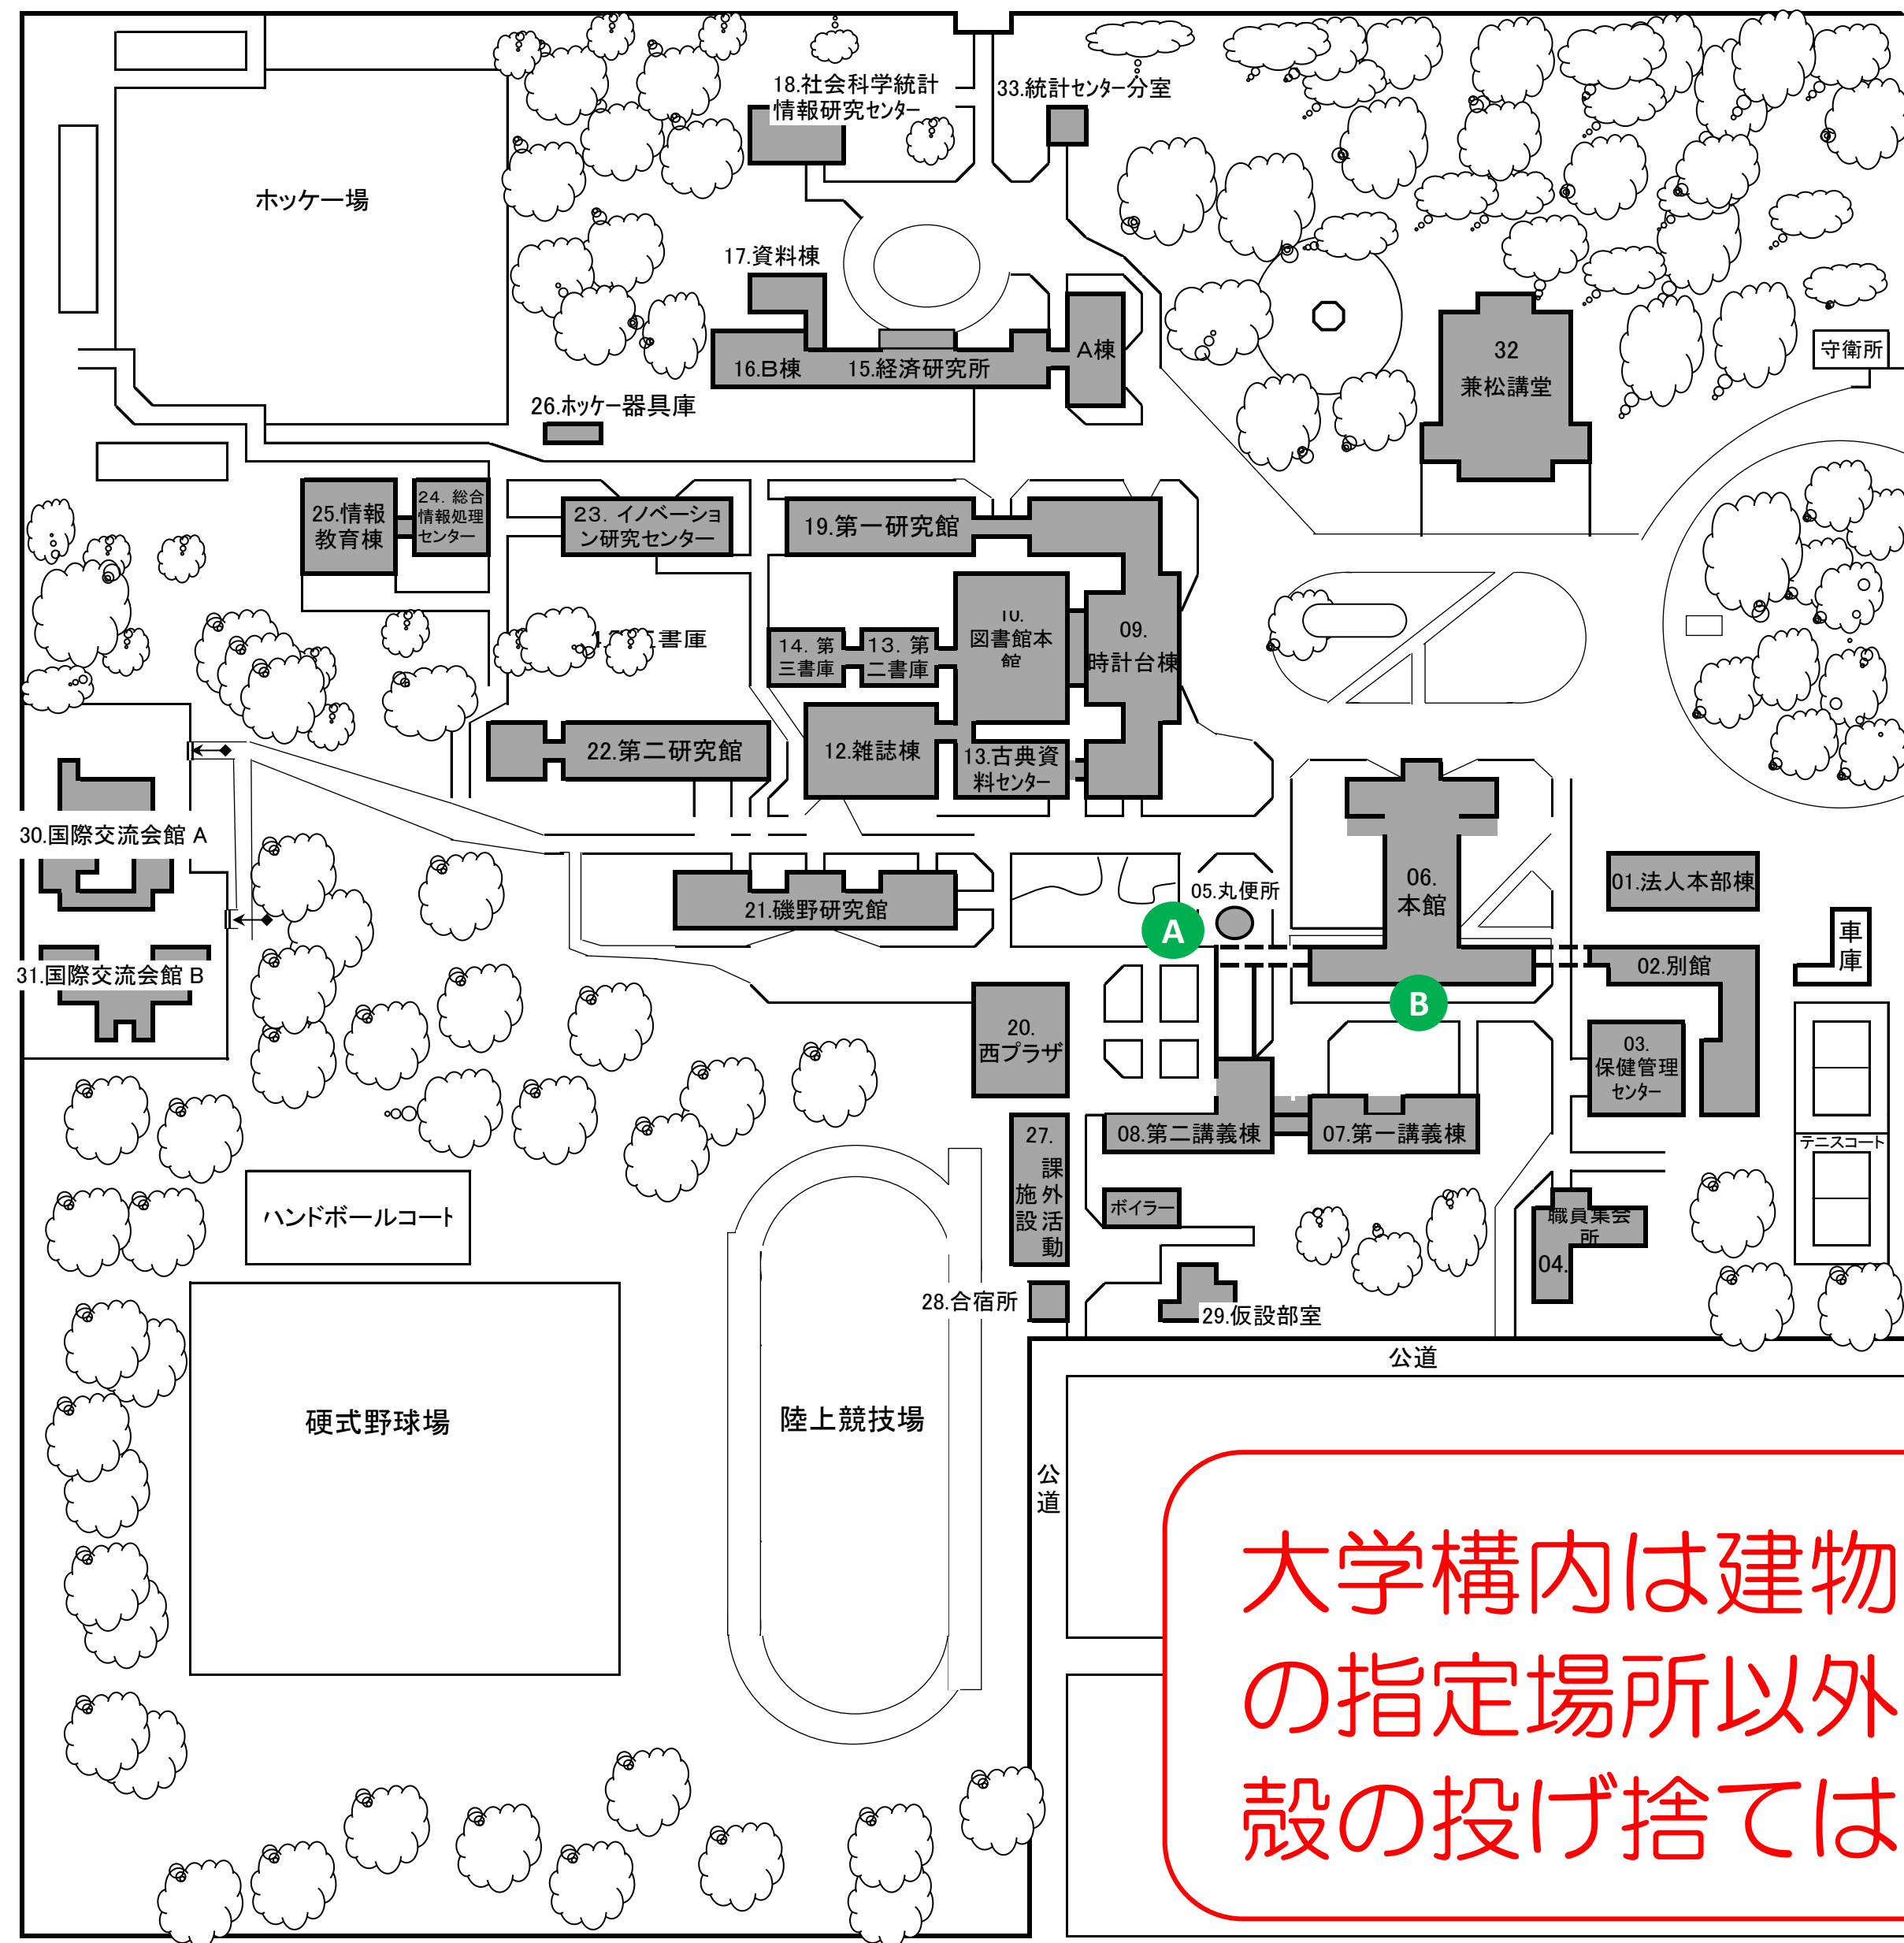 18.社会科学統計
情報研究センター
33.統計センター分室
ホッケー場
17.資料棟
16.B棟
15.経済研究所
A棟
32
兼松講堂
守衛所
26.ホッケー器具庫
25.情報
教育棟
24. 総合
情報処理
センター
23. イノベーショ
ン研究センター
19.第一研究館
10.
図書館本
館
09.
時計台棟
書庫
14. 第
三書庫
13. 第
二書庫
22.第二研究館
12.雑誌棟
13.古典資
料センター
30.国際交流会館 A
21.磯野研究館
05.丸便所
06.
本館
01.法人本部棟
A
車
庫
31.国際交流会館 B
02.別館
B
20.
西プラザ
03.
保健管理
センター
27.
課外活動
施設
08.第二講義棟
07.第一講義棟
テニスコート
ハンドボールコート
ボイラー
職員集会
所
04.
28.合宿所
29.仮設部室
公道
硬式野球場
陸上競技場
公
道
大学構内は建物
の指定場所以外
殻の投げ捨ては